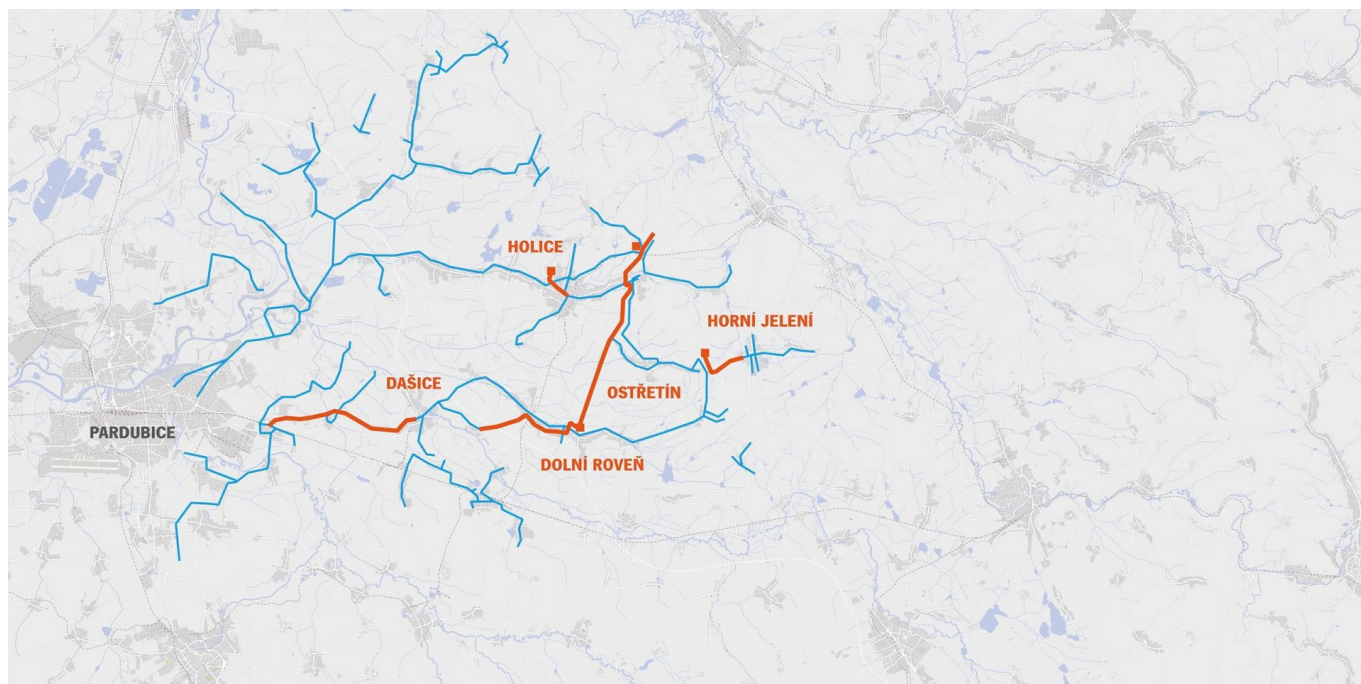 HOLICE
HORNÍ JELENÍ
DAŠICE
OSTŘETÍN
PARDUBICE
DOLNÍ ROVEŇ